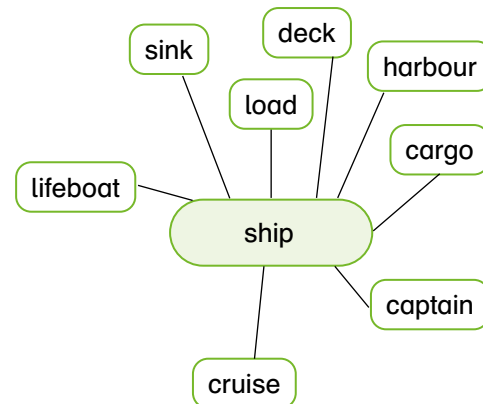 deck
sink
harbour
load
cargo
lifeboat
ship
captain
cruise